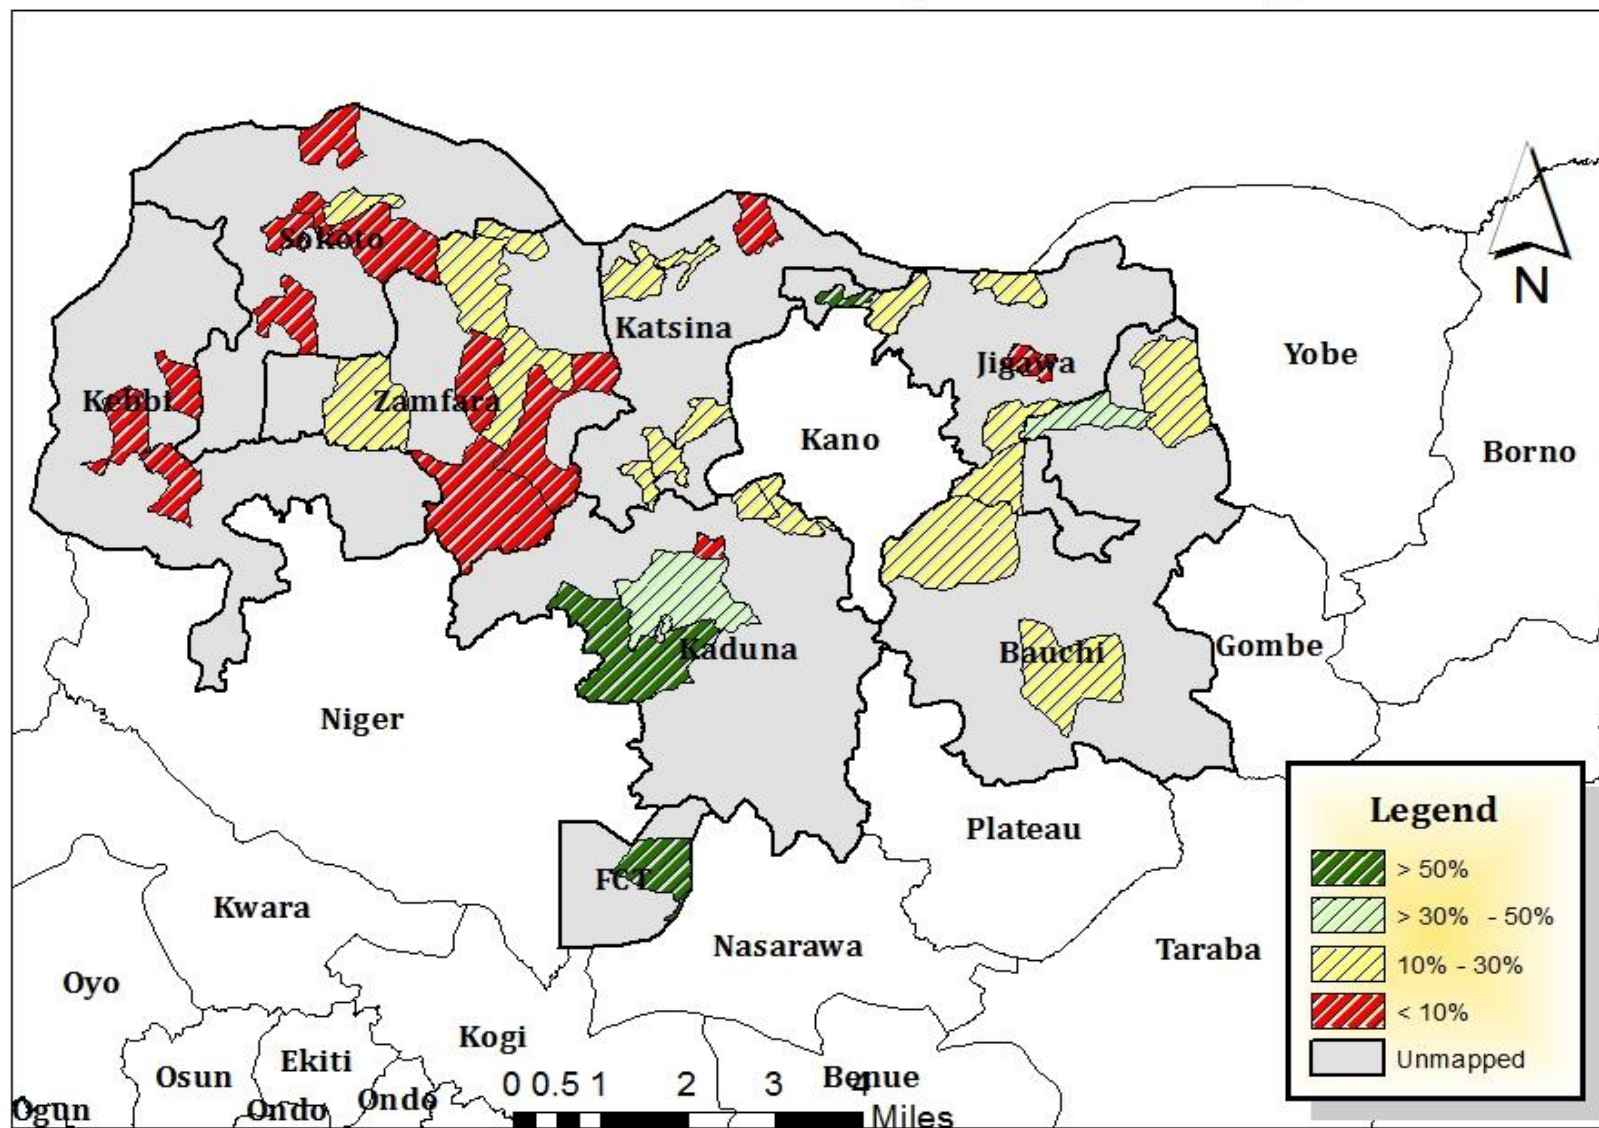 Sokoto
N
Katsina
Yobe
Jigawa
Kebbi
Zamfara
Kano
Borno
Kaduna
Bauchi
Gombe
Niger
Plateau
FCT
Kwara
Nasarawa
Taraba
Oyo
Kogi
Ekiti
Osun
Benue
Ondo
Ondo
Ogun
0 0.5 1 2 3 4
Miles
Legend
> 50%
> 30% - 50%
10% - 30%
< 10%
Unmapped